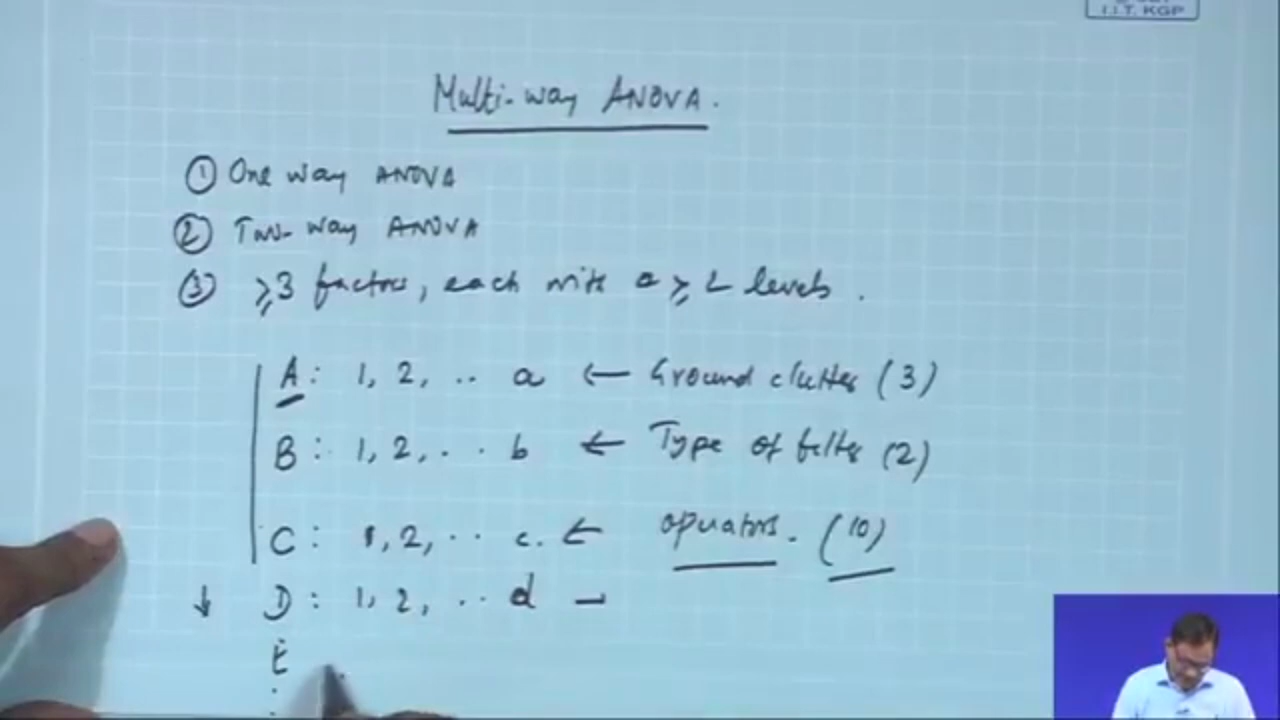 I.I.T. KGP
Multi-way ANOVA.
① One way ANOVA
② Two-way ANOVA
③ ≥3 factors, each with a ≥ 2 levels.
A: 1, 2, .. a ← Ground clutter (3)
B: 1, 2, . . . b ← Type of filter (2)
C: 1, 2, .. c. ← operators. (10)
↓ D: 1, 2, .. d –
E